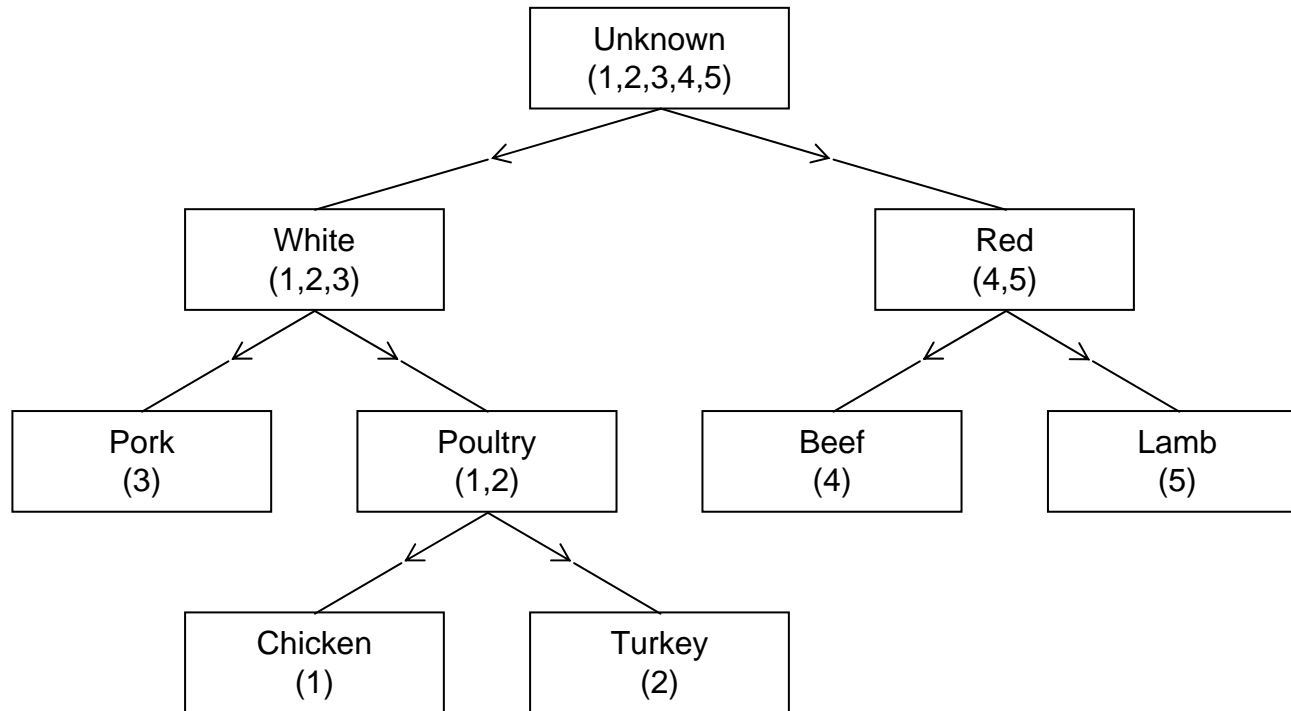 Unknown
(1,2,3,4,5)
White
(1,2,3)
Red
(4,5)
Pork
(3)
Poultry
(1,2)
Beef
(4)
Lamb
(5)
Chicken
(1)
Turkey
(2)